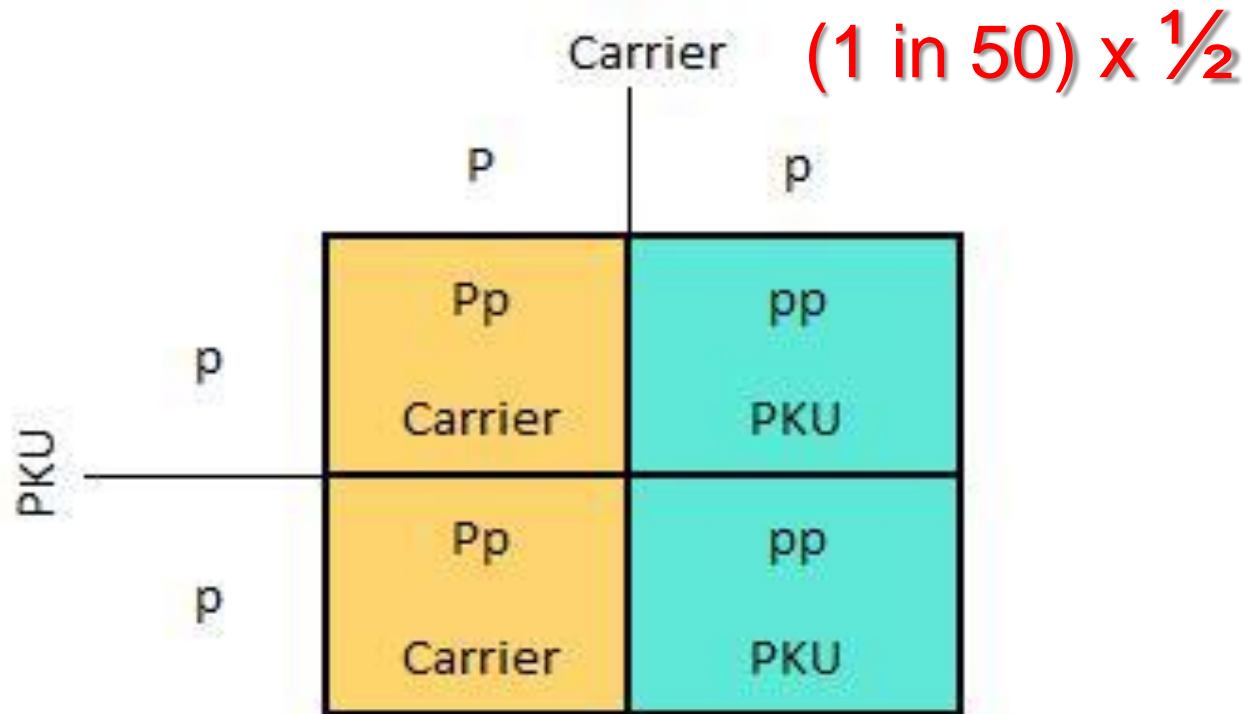 Carrier (1 in 50) x ½
P p
Pp pp
p
Carrier PKU
PKU
Pp pp
p
Carrier PKU